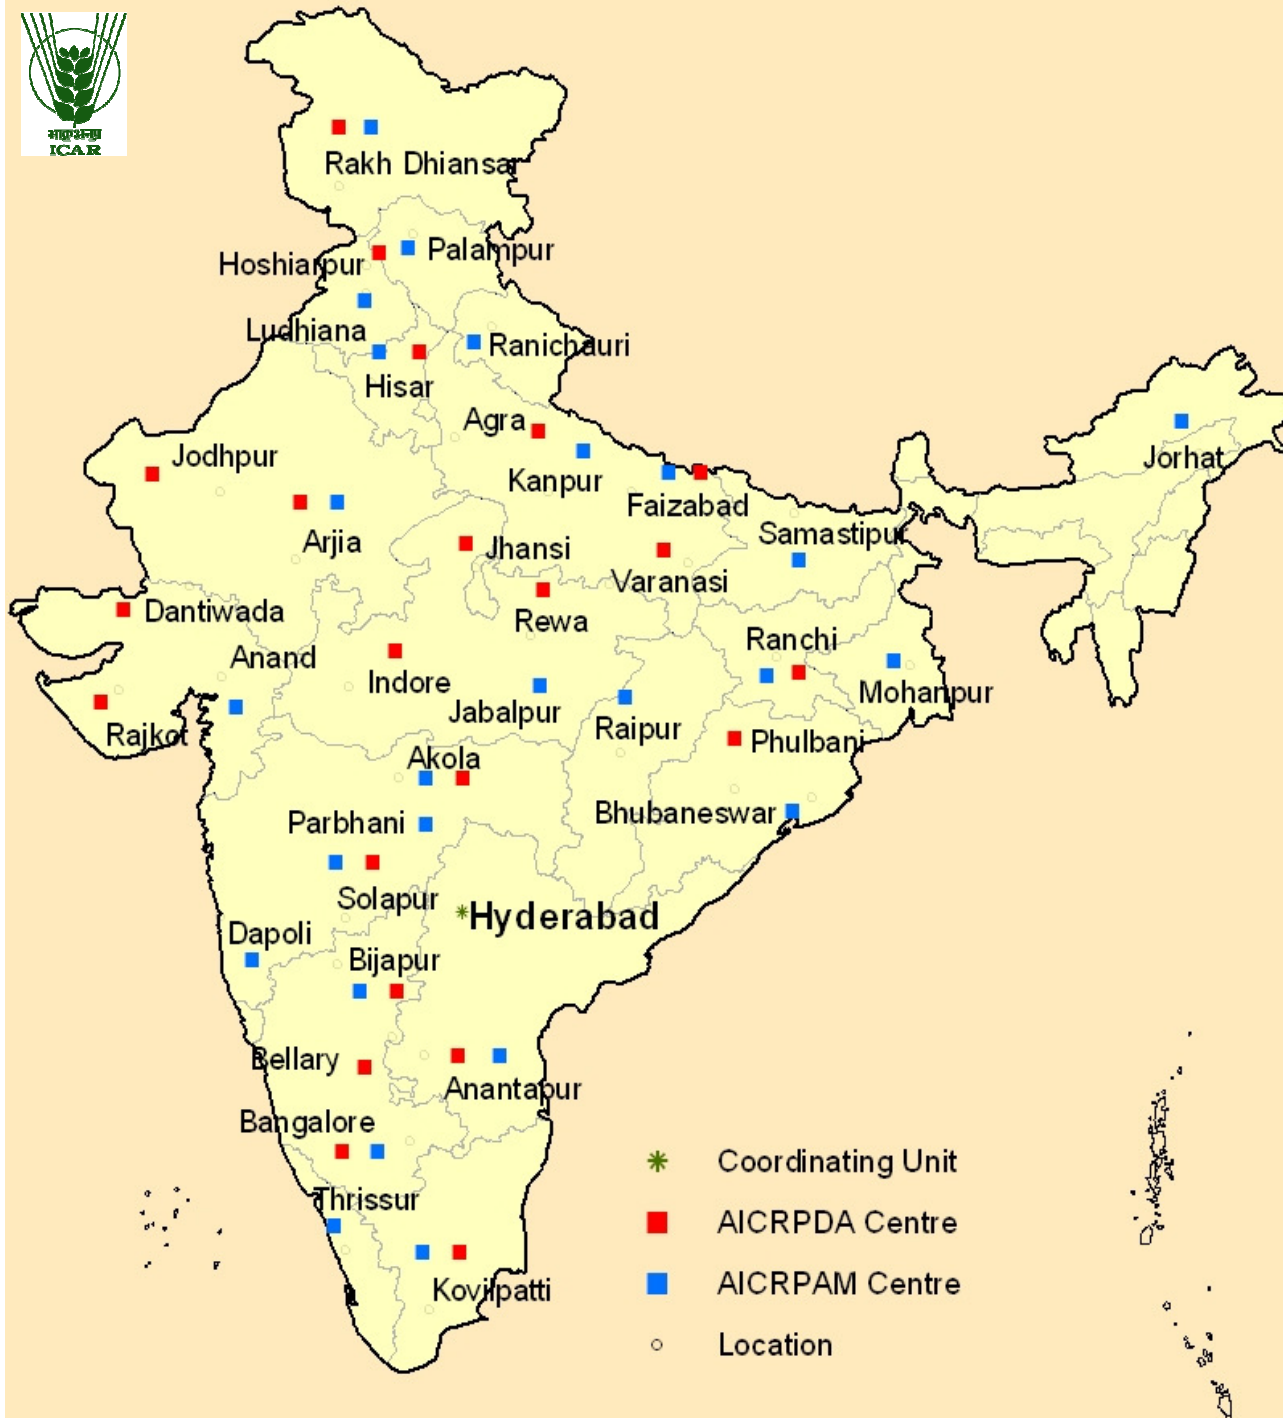 ICAR
Rakh Dhiansar
Palampur
Hoshiarpur
Ludhiana
Ranichauri
Hisar
Agra
Jodhpur
Kanpur
Jorhat
Faizabad
Arjia
Jhansi
Samastipur
Varanasi
Dantiwada
Rewa
Ranchi
Anand
Indore
Mohanpur
Jabalpur
Raipur
Rajkot
Phulbani
Akola
Bhubaneswar
Parbhani
Solapur
Hyderabad
Dapoli
Bijapur
Bellary
Anantapur
Bangalore
Coordinating Unit
Thrissur
AICRPDA Centre
Kovilpatti
AICRPAM Centre
Location